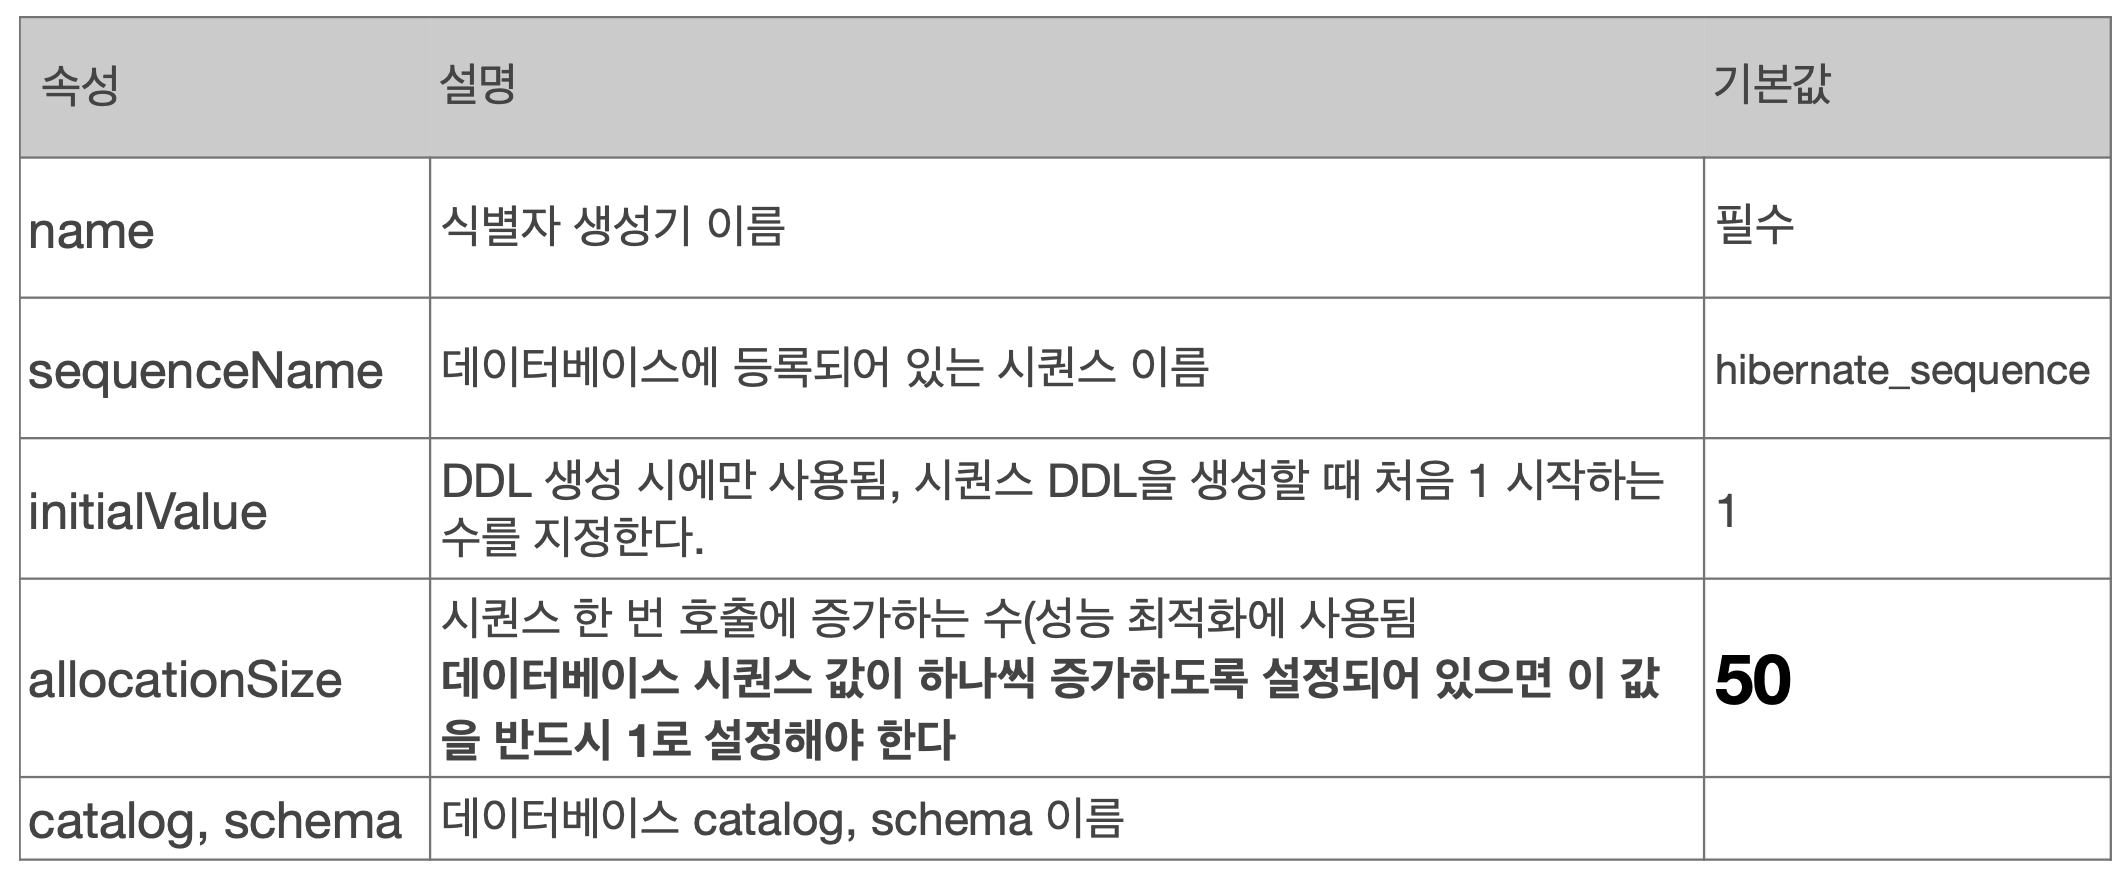 속성 설명 기본값
name 식별자 생성기 이름 필수
sequenceName 데이터베이스에 등록되어 있는 시퀀스 이름 hibernate_sequence
initialValue DDL 생성 시에만 사용됨, 시퀀스 DDL을 생성할 때 처음 1 시작하는
수를 지정한다. 1
allocationSize 시퀀스 한 번 호출에 증가하는 수(성능 최적화에 사용됨
데이터베이스 시퀀스 값이 하나씩 증가하도록 설정되어 있으면 이 값
을 반드시 1로 설정해야 한다 50
catalog, schema 데이터베이스 catalog, schema 이름